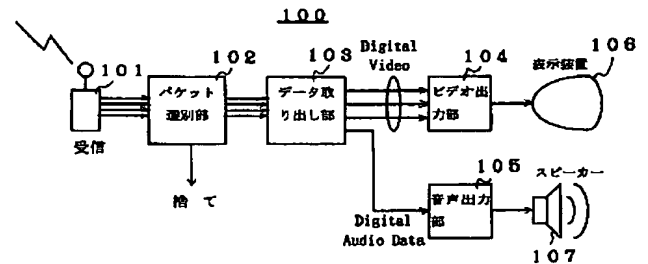 100
101
受信
102
パケット
選別部
捨て
103
データ取
り出し部
Digital
Video
104
ビデオ出
力部
106
表示装置
105
音声出力
部
Digital
Audio Data
スピーカー
107